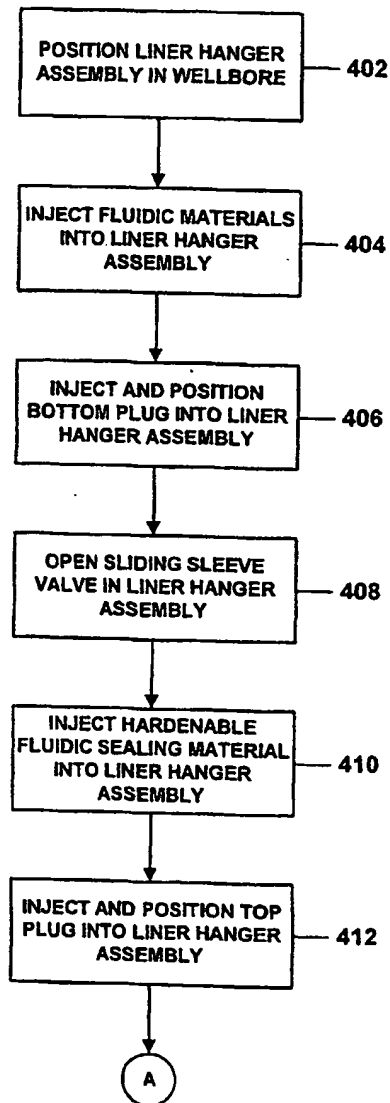 POSITION LINER HANGER
ASSEMBLY IN WELLBORE
402
INJECT FLUIDIC MATERIALS
INTO LINER HANGER
ASSEMBLY
404
INJECT AND POSITION
BOTTOM PLUG INTO LINER
HANGER ASSEMBLY
406
OPEN SLIDING SLEEVE
VALVE IN LINER HANGER
ASSEMBLY
408
INJECT HARDENABLE
FLUIDIC SEALING MATERIAL
INTO LINER HANGER
ASSEMBLY
410
INJECT AND POSITION TOP
PLUG INTO LINER HANGER
ASSEMBLY
412
A